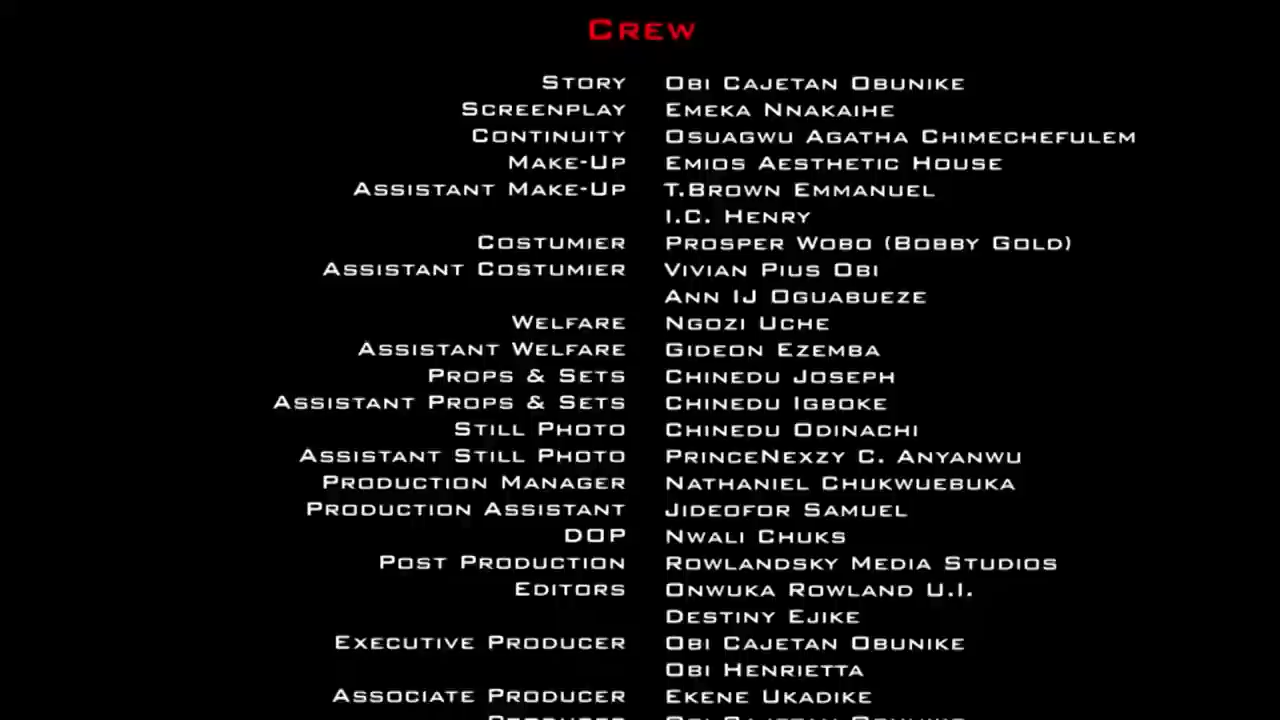 Crew
Story Obi Cajetan Obunike
Screenplay Emeka Nnakaihe
Continuity Osuagwu Agatha Chimechefulem
Make-Up Emios Aesthetic House
Assistant Make-Up T.Brown Emmanuel
I.C. Henry
Costumier Prosper Wobo (Bobby Gold)
Assistant Costumier Vivian Pius Obi
Ann IJ Oguabueze
Welfare Ngozi Uche
Assistant Welfare Gideon Ezemba
Props & Sets Chinedu Joseph
Assistant Props & Sets Chinedu Igboke
Still Photo Chinedu Odinachi
Assistant Still Photo PrinceNexzy C. Anyanwu
Production Manager Nathaniel Chukwuebuka
Production Assistant Jideofor Samuel
DOP Nwali Chuks
Post Production Rowlandsky Media Studios
Editors Onwuka Rowland U.I.
Destiny Ejike
Executive Producer Obi Cajetan Obunike
Obi Henrietta
Associate Producer Ekene Ukadike
Producer Obi Cajetan Obunike